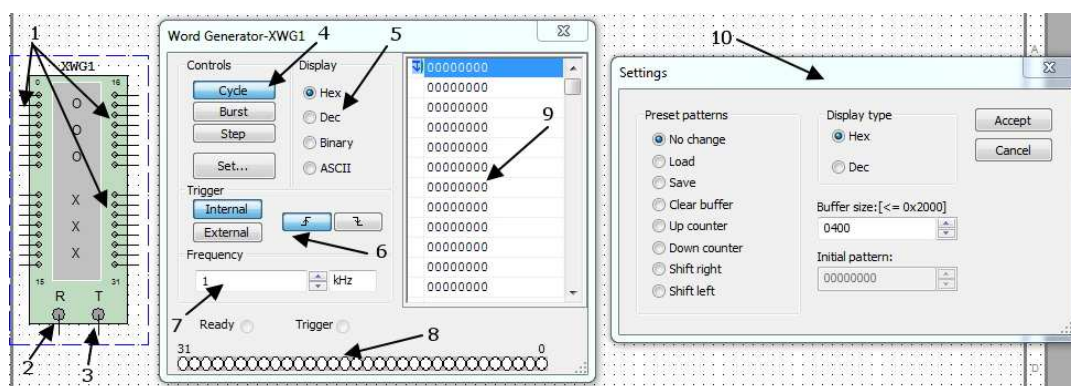 1
XWG1
0
16
O
O
O
X
X
X
15
31
R
T
2
3
Word Generator-XWG1
4
5
Controls
Display
Cycle
Burst
Step
Set...
Hex
Dec
Binary
ASCII
Trigger
Internal
External
6
Frequency
1
kHz
7
Ready
Trigger
8
31
0
9
00000000
00000000
00000000
00000000
00000000
00000000
00000000
00000000
00000000
00000000
00000000
00000000
10
A
Settings
Preset patterns
No change
Load
Save
Clear buffer
Up counter
Down counter
Shift right
Shift left
Display type
Hex
Dec
Buffer size:[<= 0x2000]
0400
Initial pattern:
00000000
Accept
Cancel
D